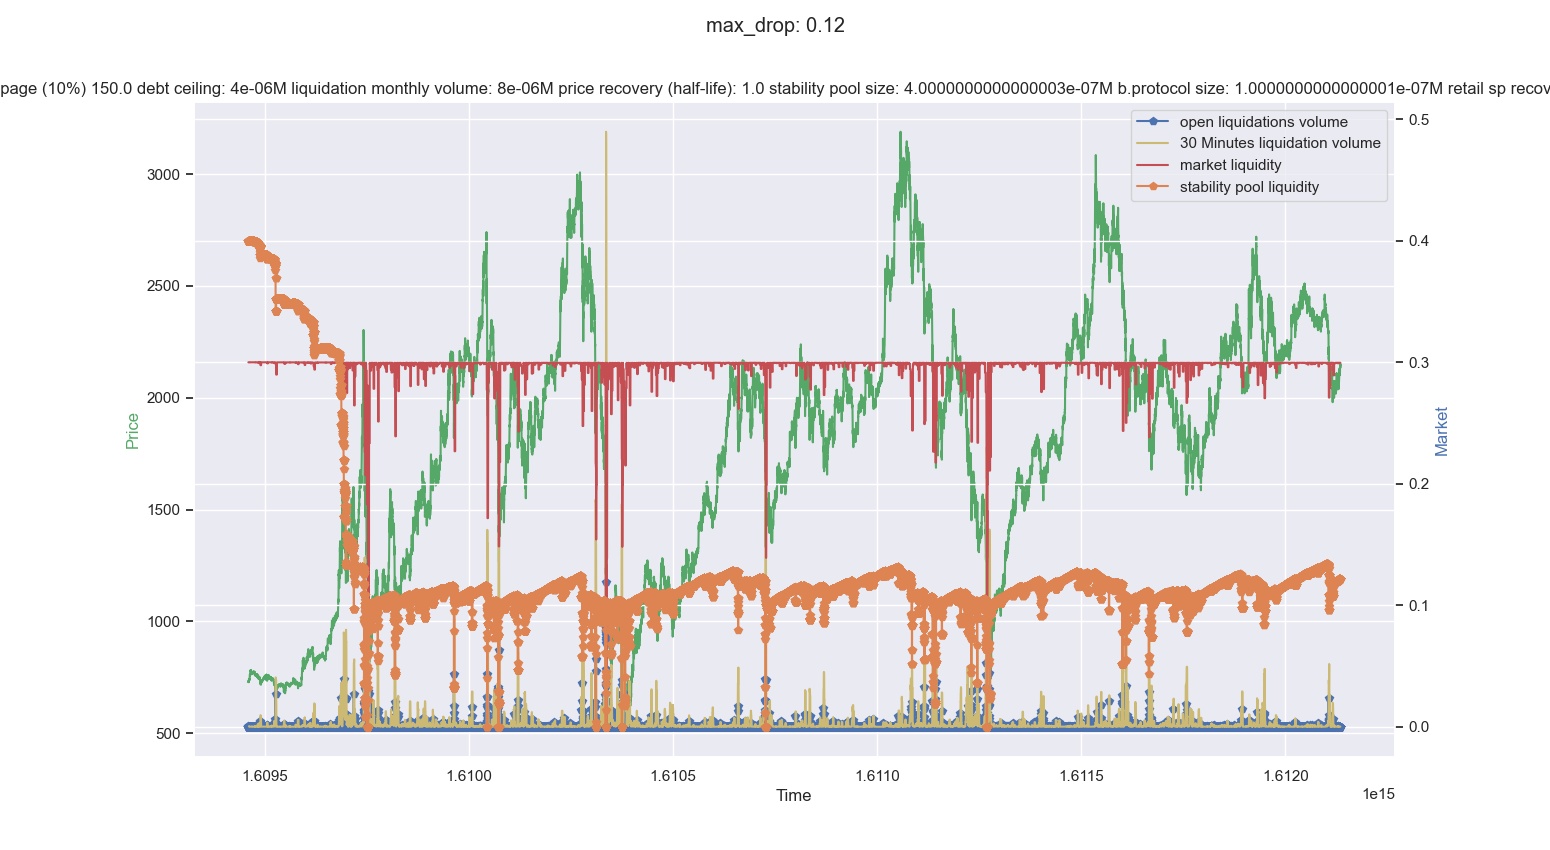 max_drop: 0.12
page (10%) 150.0 debt ceiling: 4e-06M liquidation monthly volume: 8e-06M price recovery (half-life): 1.0 stability pool size: 4.0000000000000003e-07M b.protocol size: 1.0000000000000001e-07M retail sp recov
open liquidations volume
30 Minutes liquidation volume
market liquidity
stability pool liquidity
3000
2500
2000
1500
1000
500
Price
0.5
0.4
0.3
0.2
0.1
0.0
Market
1.6095
1.6100
1.6105
1.6110
1.6115
1.6120
1e15
Time